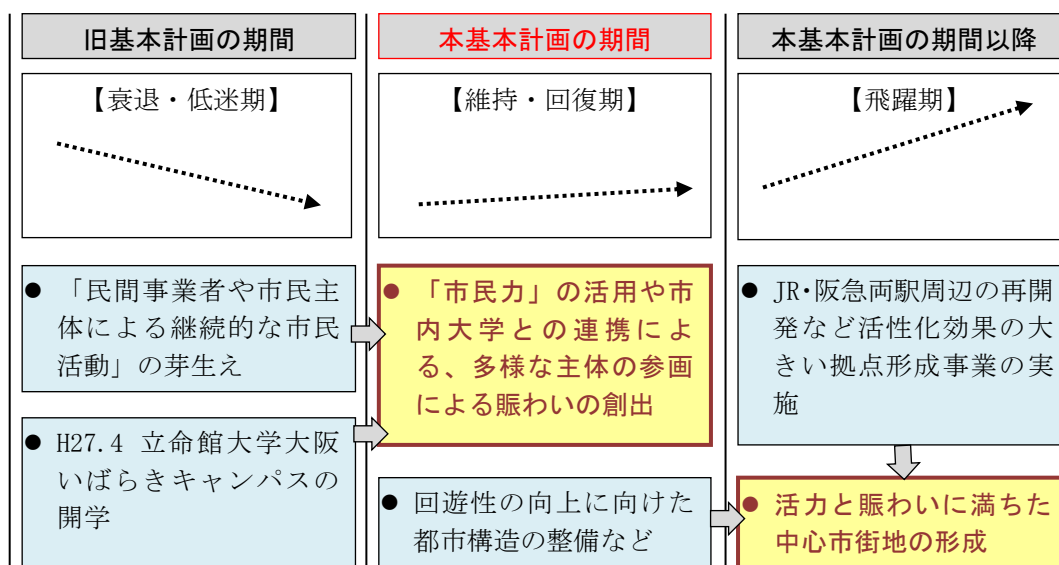 旧基本計画の期間
【衰退・低迷期】
● 「民間事業者や市民主
体による継続的な市民
活動」の芽生え
● H27.4 立命館大学大阪
いばらきキャンパスの
開学
本基本計画の期間
【維持・回復期】
● 「市民力」の活用や市
内大学との連携によ
る、多様な主体の参画
による賑わいの創出
● 回遊性の向上に向けた
都市構造の整備など
本基本計画の期間以降
【飛躍期】
● JR・阪急両駅周辺の再開
発など活性化効果の大
きい拠点形成事業の実
施
● 活力と賑わいに満ちた
中心市街地の形成